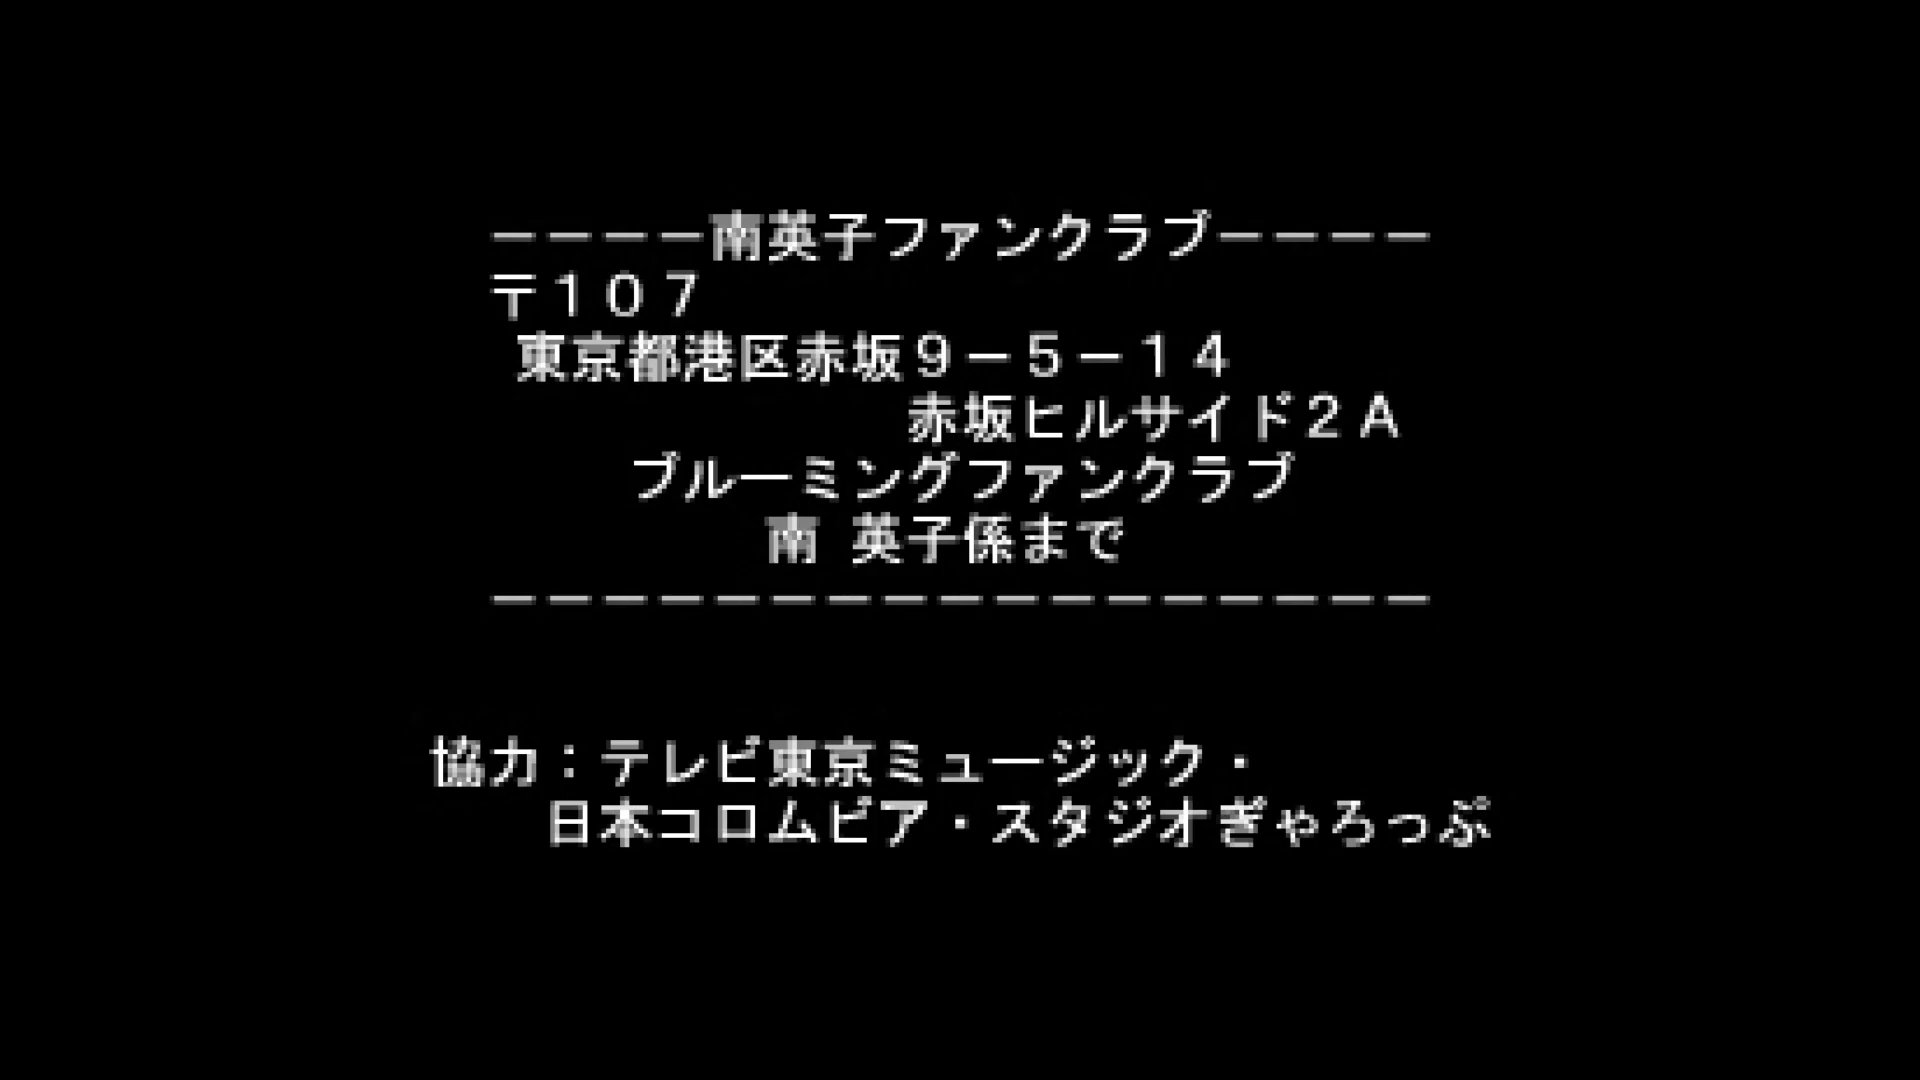 －－－－南英子ファンクラブ－－－－
〒１０７
東京都港区赤坂９－５－１４
赤坂ヒルサイド２Ａ
ブルーミングファンクラブ
南 英子係まで
－－－－－－－－－－－－－－－－－
協力：テレビ東京ミュージック・
日本コロムビア・スタジオぎゃろっぷ